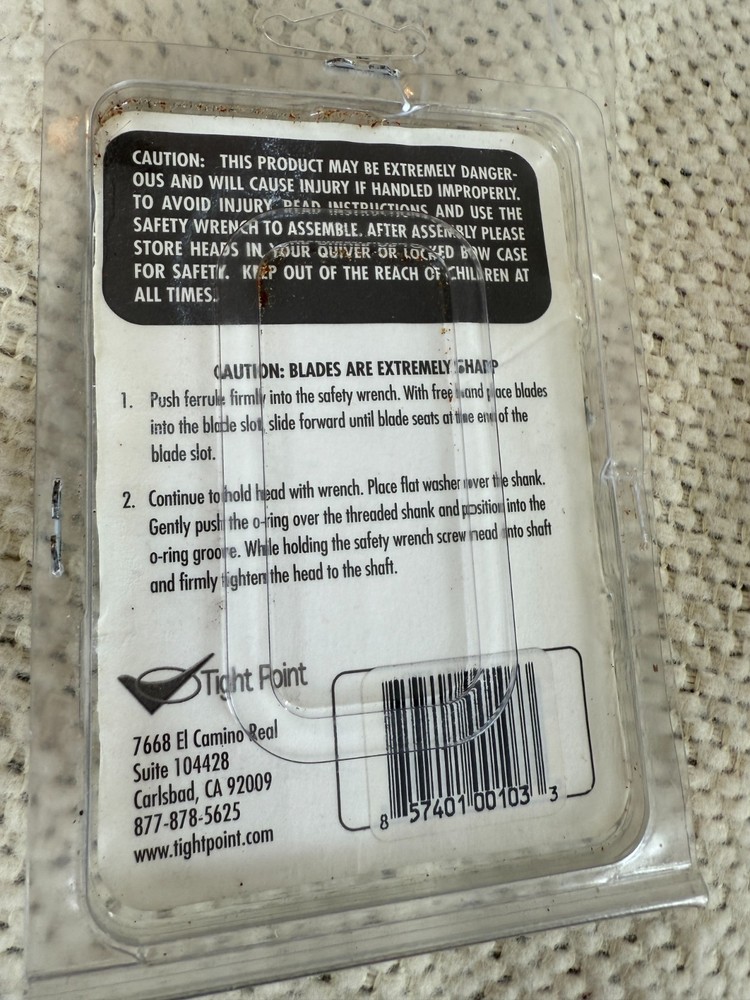 CAUTION: THIS PRODUCT MAY BE EXTREMELY DANGER-
OUS AND WILL CAUSE INJURY IF HANDLED IMPROPERLY.
TO AVOID INJURY READ INSTRUCTIONS AND USE THE
SAFETY WRENCH TO ASSEMBLE. AFTER ASSEMBLY PLEASE
STORE HEADS IN YOUR QUIVER OR LOCKED BOW CASE
FOR SAFETY. KEEP OUT OF THE REACH OF CHILDREN AT
ALL TIMES.
CAUTION: BLADES ARE EXTREMELY SHARP
1. Push ferrule firmly into the safety wrench. With free hand place blades
into the blade slot, slide forward until blade seats at the end of the
blade slot.
2. Continue to hold head with wrench. Place flat washer over the shank.
Gently push the o-ring over the threaded shank and position into the
o-ring groove. While holding the safety wrench screw head into shaft
and firmly tighten the head to the shaft.
Tight Point
7668 El Camino Real
Suite 104428
Carlsbad, CA 92009
877-878-5625
www.tightpoint.com
8 57401 00103 3